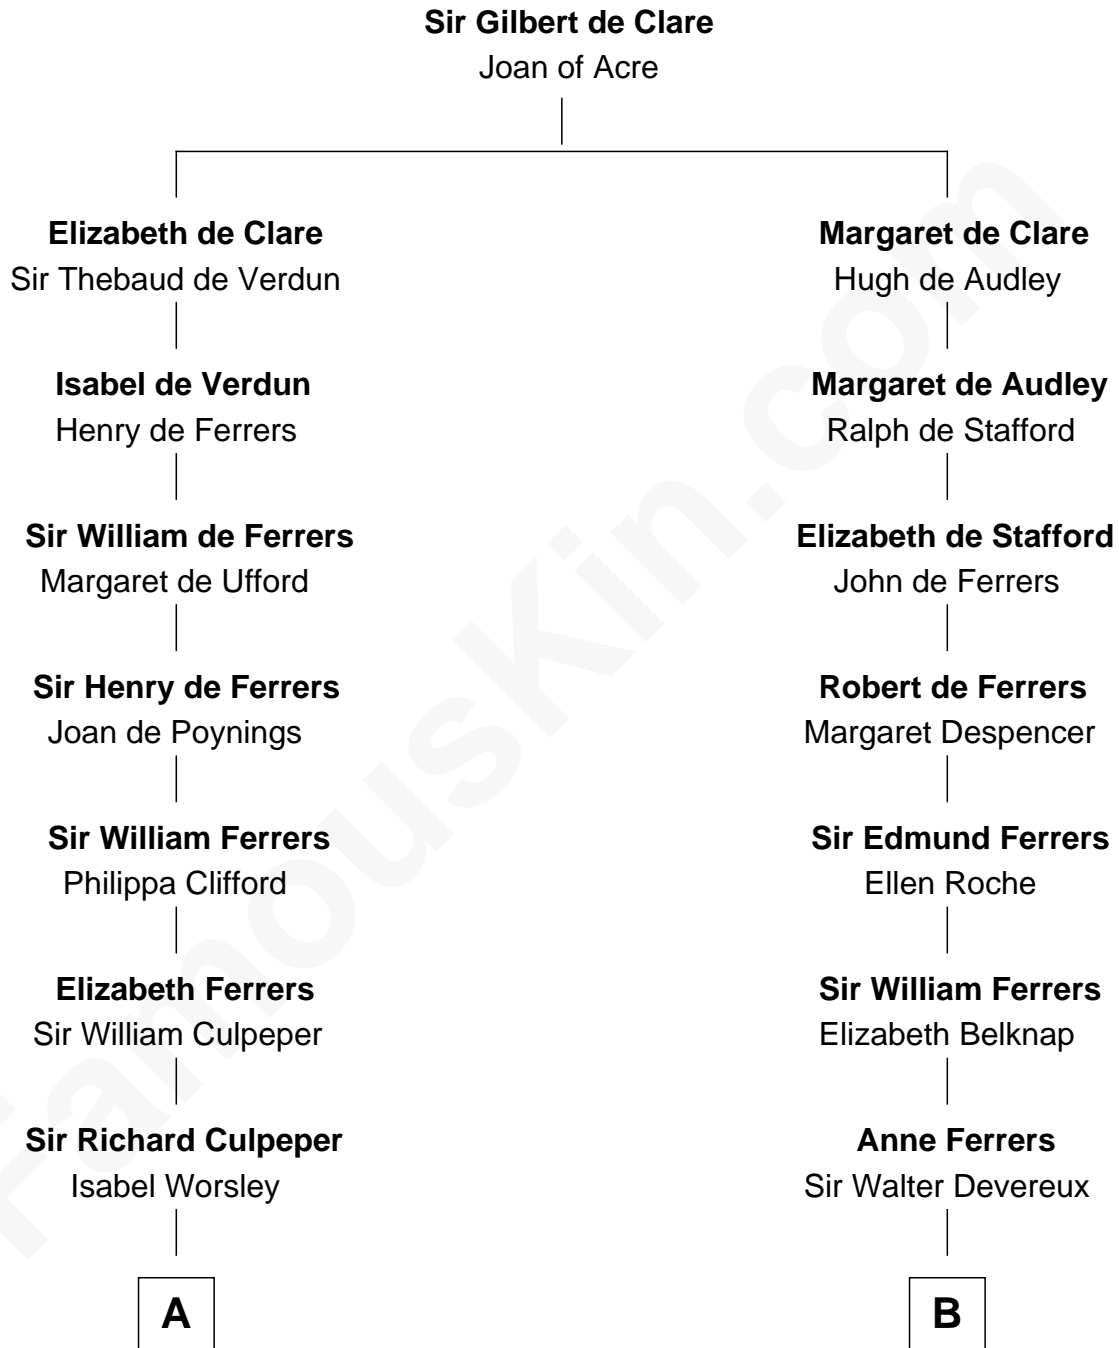 Sir Gilbert de Clare
Joan of Acre
Elizabeth de Clare
Sir Thebaud de Verdun
Margaret de Clare
Hugh de Audley
Isabel de Verdun
Henry de Ferrers
Margaret de Audley
Ralph de Stafford
Sir William de Ferrers
Margaret de Ufford
Elizabeth de Stafford
John de Ferrers
Sir Henry de Ferrers
Joan de Poynings
Robert de Ferrers
Margaret Despencer
Sir William Ferrers
Philippa Clifford
Sir Edmund Ferrers
Ellen Roche
Elizabeth Ferrers
Sir William Culpeper
Sir William Ferrers
Elizabeth Belknap
Sir Richard Culpeper
Isabel Worsley
Anne Ferrers
Sir Walter Devereux
A
B
FamousKin.com